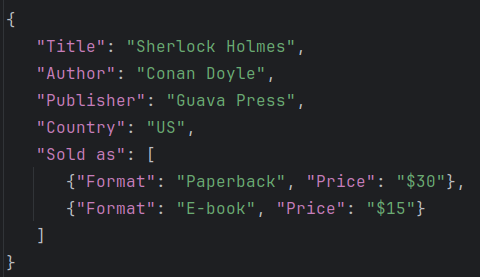 {
"Title": "Sherlock Holmes",
"Author": "Conan Doyle",
"Publisher": "Guava Press",
"Country": "US",
"Sold as": [
{"Format": "Paperback", "Price": "$30"},
{"Format": "E-book", "Price": "$15"}
]
}